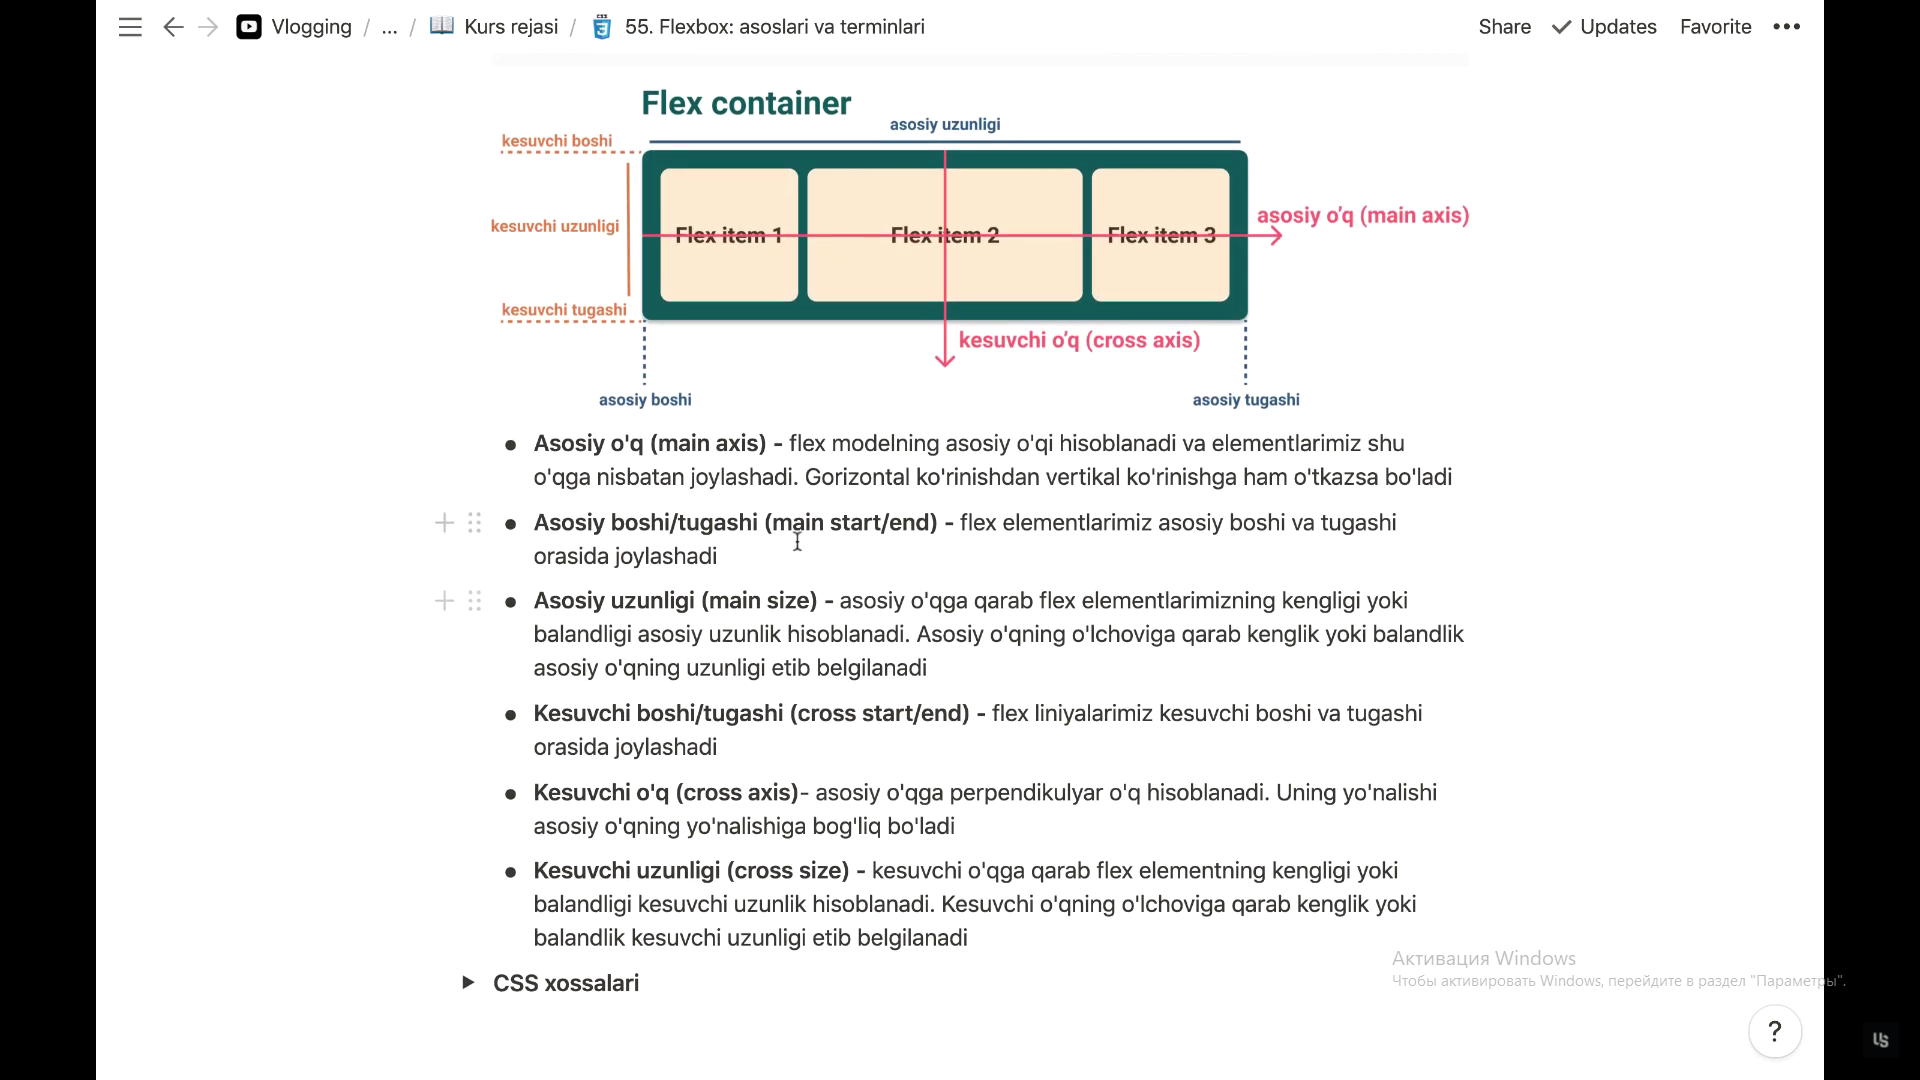 Vlogging / ... / Kurs rejasi / 55. Flexbox: asoslari va terminlari
Share Updates Favorite
Flex container
asosiy uzunligi
kesuvchi boshi
kesuvchi uzunligi
kesuvchi tugashi
Flex item 1
Flex item 2
Flex item 3
asosiy o’q (main axis)
kesuvchi o’q (cross axis)
asosiy boshi
asosiy tugashi
Asosiy o'q (main axis) - flex modelning asosiy o'qi hisoblanadi va elementlarimiz shu
o'qga nisbatan joylashadi. Gorizontal ko'rinishdan vertikal ko'rinishga ham o'tkazsa bo'ladi
Asosiy boshi/tugashi (main start/end) - flex elementlarimiz asosiy boshi va tugashi
orasida joylashadi
Asosiy uzunligi (main size) - asosiy o'qga qarab flex elementlarimizning kengligi yoki
balandligi asosiy uzunlik hisoblanadi. Asosiy o'qning o'lchoviga qarab kenglik yoki balandlik
asosiy o'qning uzunligi etib belgilanadi
Kesuvchi boshi/tugashi (cross start/end) - flex liniyalarimiz kesuvchi boshi va tugashi
orasida joylashadi
Kesuvchi o'q (cross axis)- asosiy o'qga perpendikulyar o'q hisoblanadi. Uning yo'nalishi
asosiy o'qning yo'nalishiga bog'liq bo'ladi
Kesuvchi uzunligi (cross size) - kesuvchi o'qga qarab flex elementning kengligi yoki
balandligi kesuvchi uzunlik hisoblanadi. Kesuvchi o'qning o'lchoviga qarab kenglik yoki
balandlik kesuvchi uzunligi etib belgilanadi
CSS xossalari
Активация Windows
Чтобы активировать Windows, перейдите в раздел "Параметры".
?